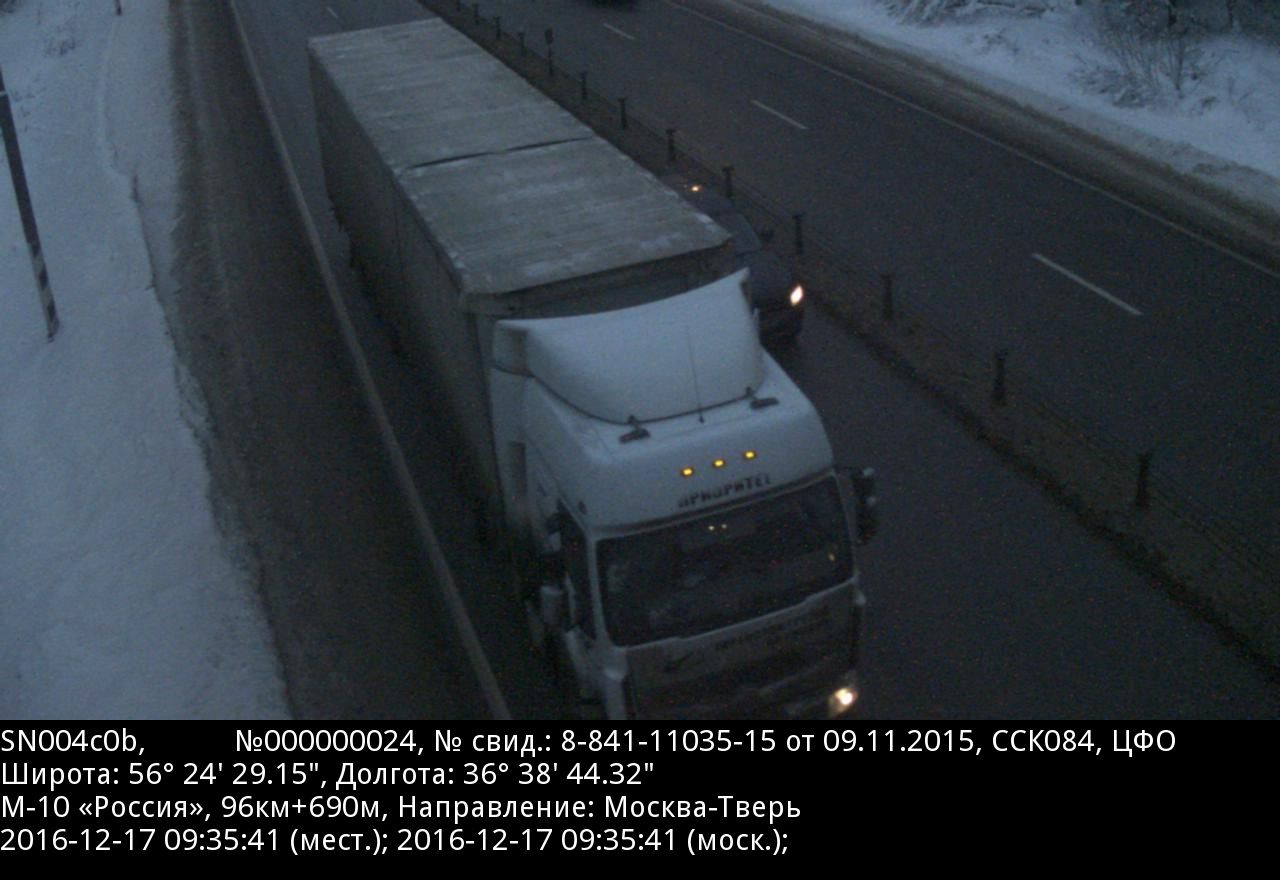 ПРИОРИТЕТ
SN004c0b, №000000024, № свид.: 8-841-11035-15 от 09.11.2015, ССК084, ЦФО
Широта: 56° 24' 29.15", Долгота: 36° 38' 44.32"
М-10 «Россия», 96км+690м, Направление: Москва-Тверь
2016-12-17 09:35:41 (мест.); 2016-12-17 09:35:41 (моск.);